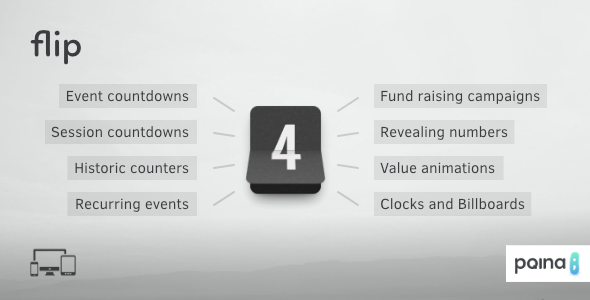 flip
Event countdowns
Session countdowns
Historic counters
Recurring events
4
Fund raising campaigns
Revealing numbers
Value animations
Clocks and Billboards
pqina